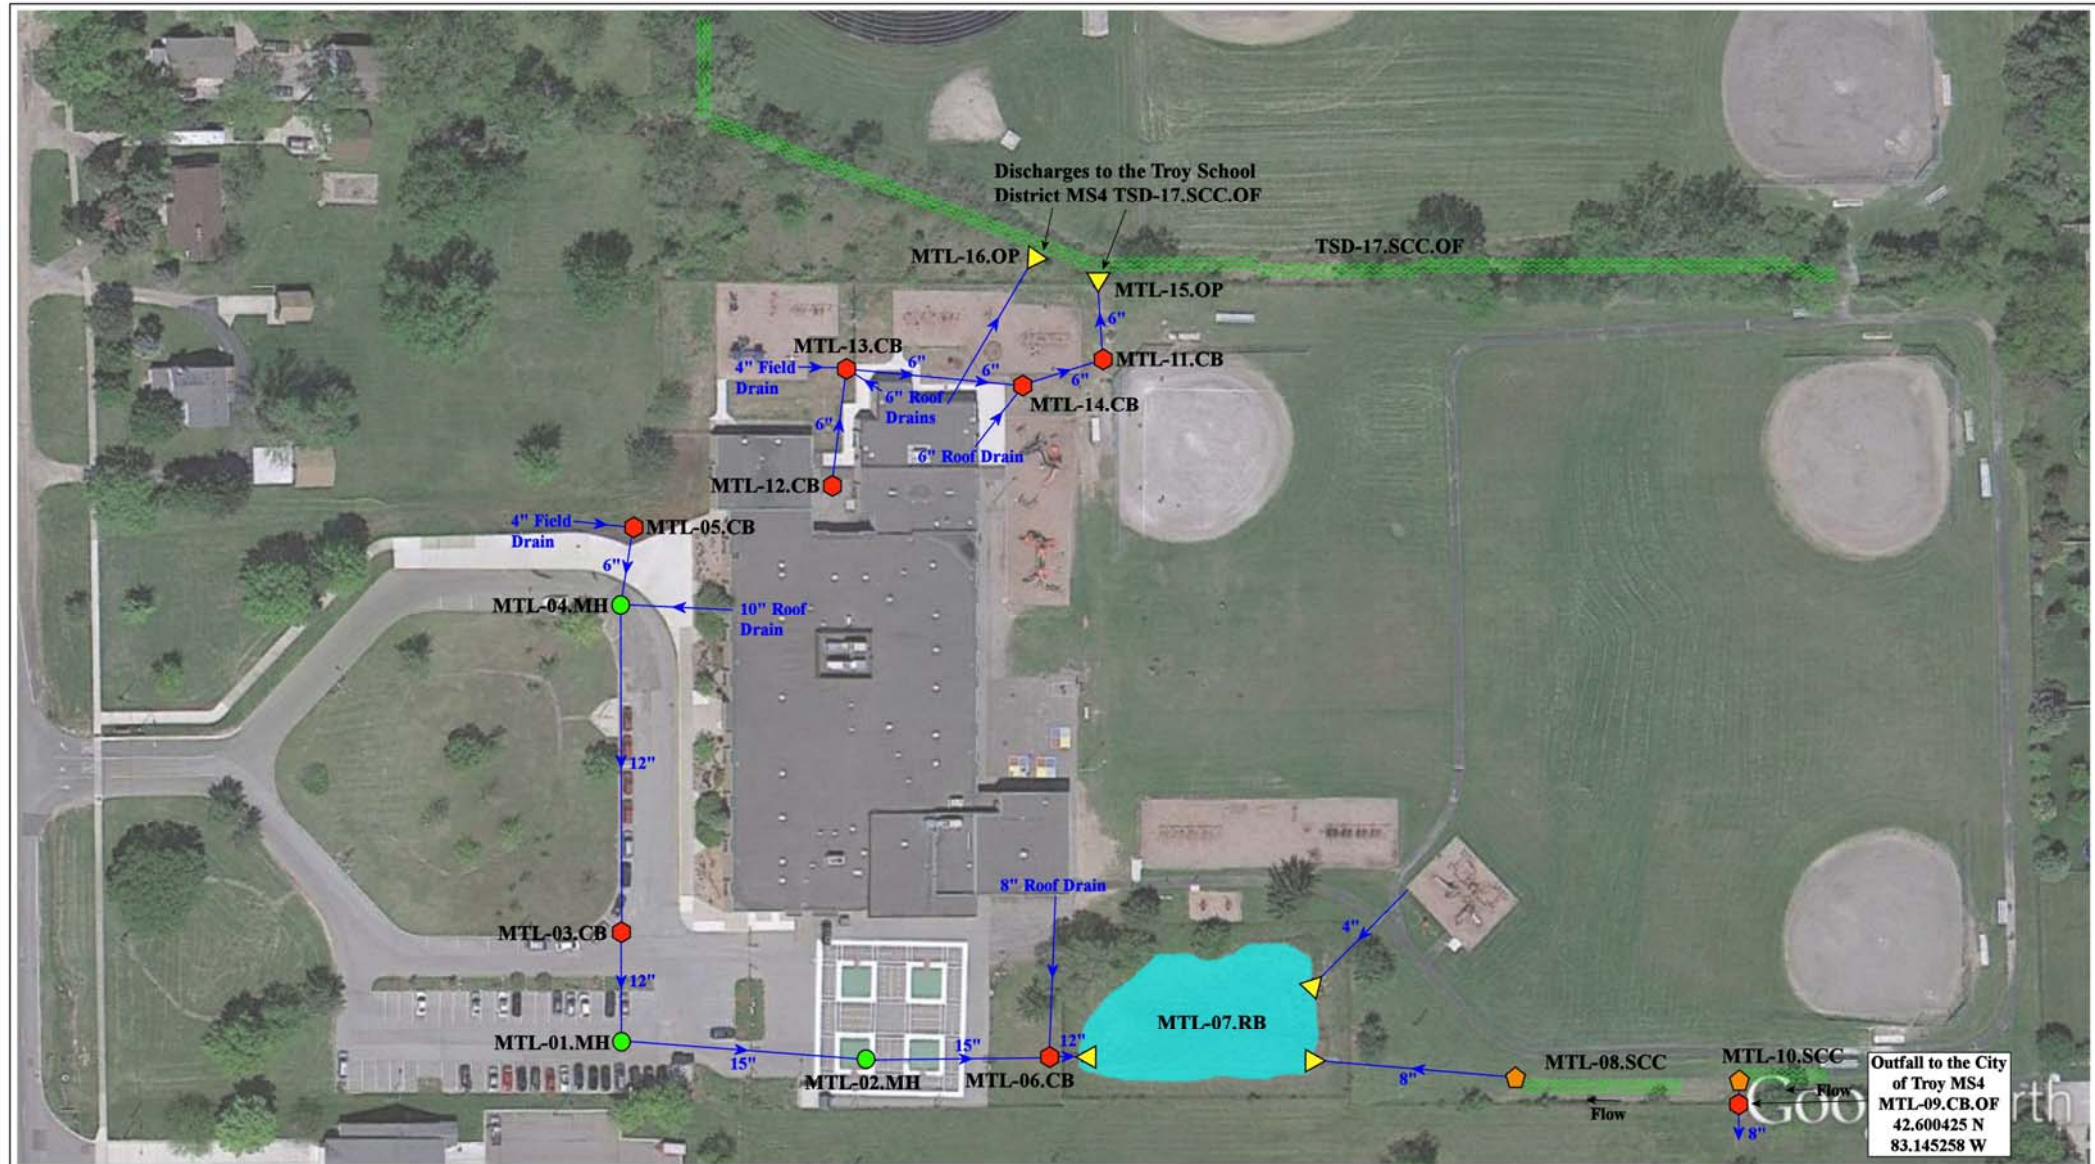 Discharges to the Troy School
District MS4 TSD-17.SCC.OF
MTL-16.OP
TSD-17.SCC.OF
MTL-15.OP
6"
MTL-13.CB
MTL-11.CB
4" Field
Drain
6"
6"
6"
6" Roof
Drains
MTL-14.CB
6"
6" Roof Drain
MTL-12.CB
4" Field
Drain
MTL-05.CB
6"
MTL-04.MH
10" Roof
Drain
12"
8" Roof Drain
4"
MTL-03.CB
12"
MTL-07.RB
MTL-01.MH
15"
15"
12"
MTL-02.MH
MTL-06.CB
8"
MTL-08.SCC
MTL-10.SCC
Flow
Flow
8"
Outfall to the City
of Troy MS4
MTL-09.CB.OF
42.600425 N
83.145258 W